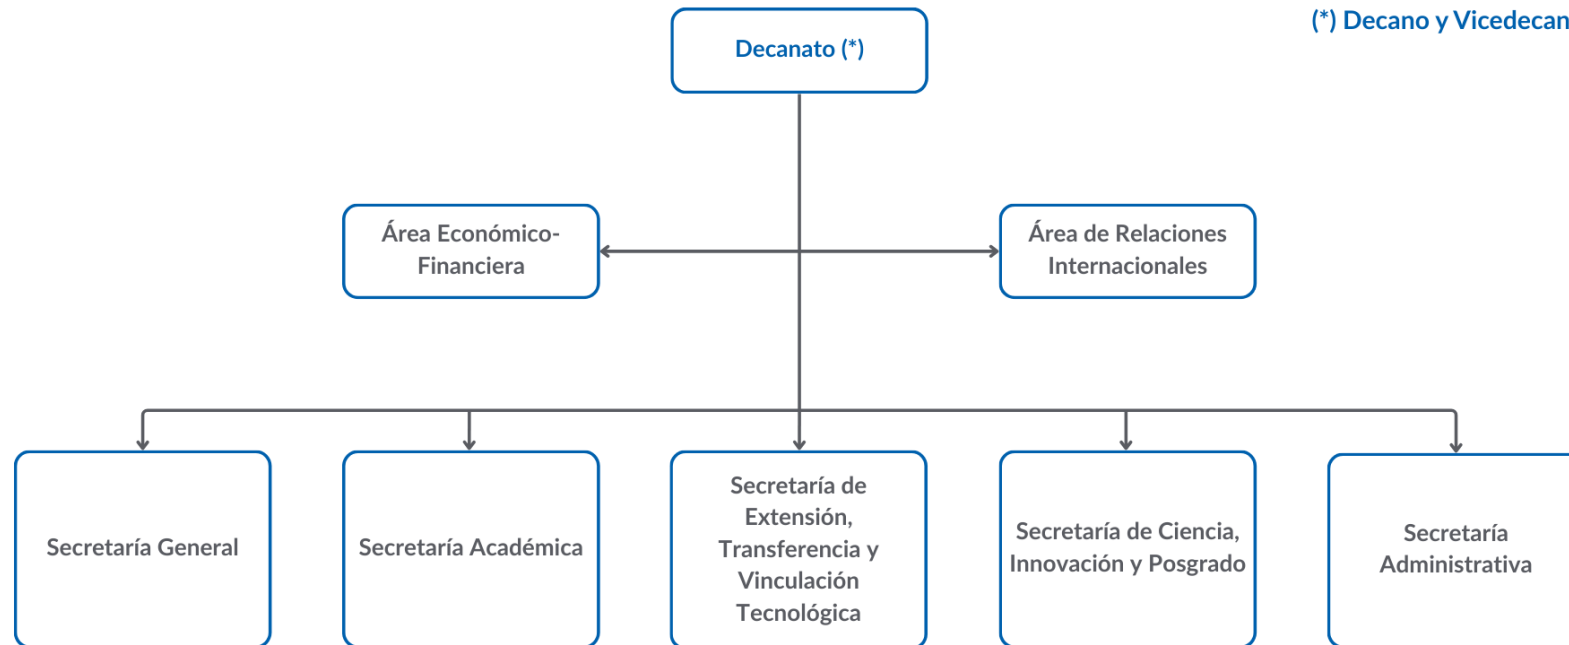 (*) Decano y Vicedecan
Decanato (*)
Área Económico-
Financiera
Área de Relaciones
Internacionales
Secretaría General
Secretaría Académica
Secretaría de
Extensión,
Transferencia y
Vinculación
Tecnológica
Secretaría de Ciencia,
Innovación y Posgrado
Secretaría
Administrativa